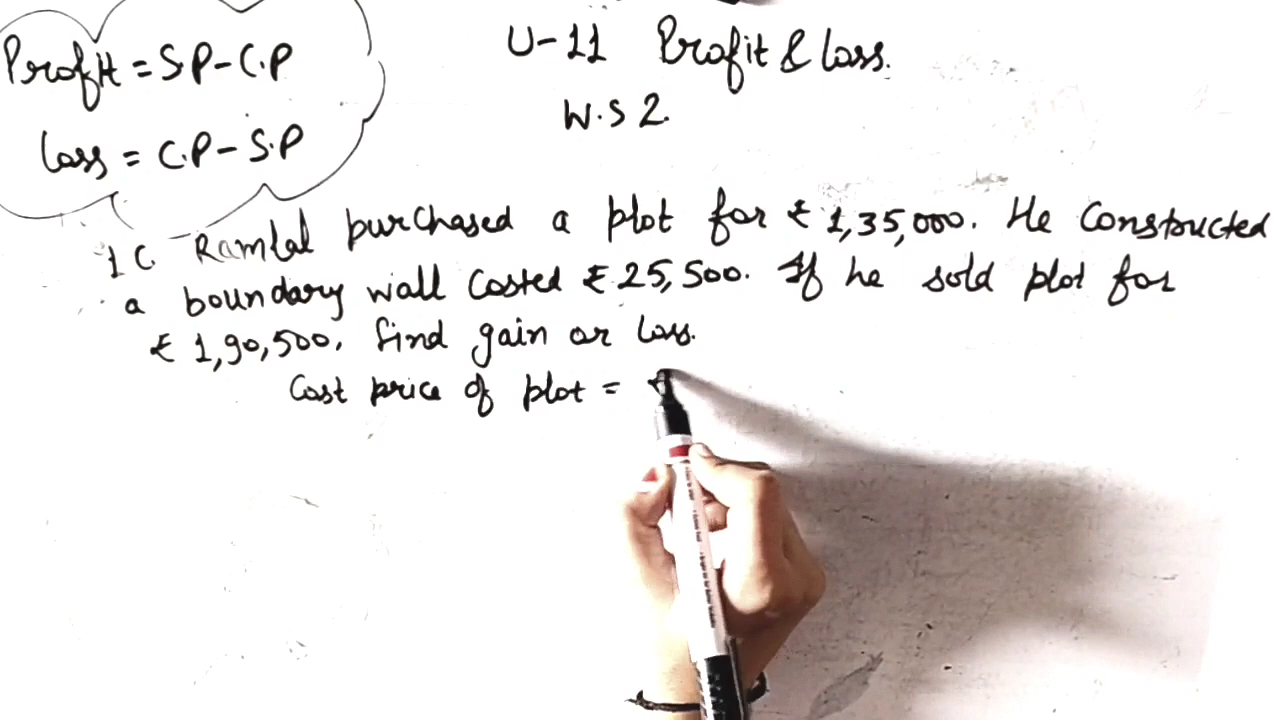 Profit = S.P - C.P
Loss = C.P - S.P
U-11 Profit & Loss.
W.S 2.
1 C. Ramlal purchased a plot for ₹ 1,35,000. He Constructed
a boundary wall Costed ₹ 25,500. If he sold plot for
₹ 1,90,500. Find gain or Loss.
Cost price of plot =